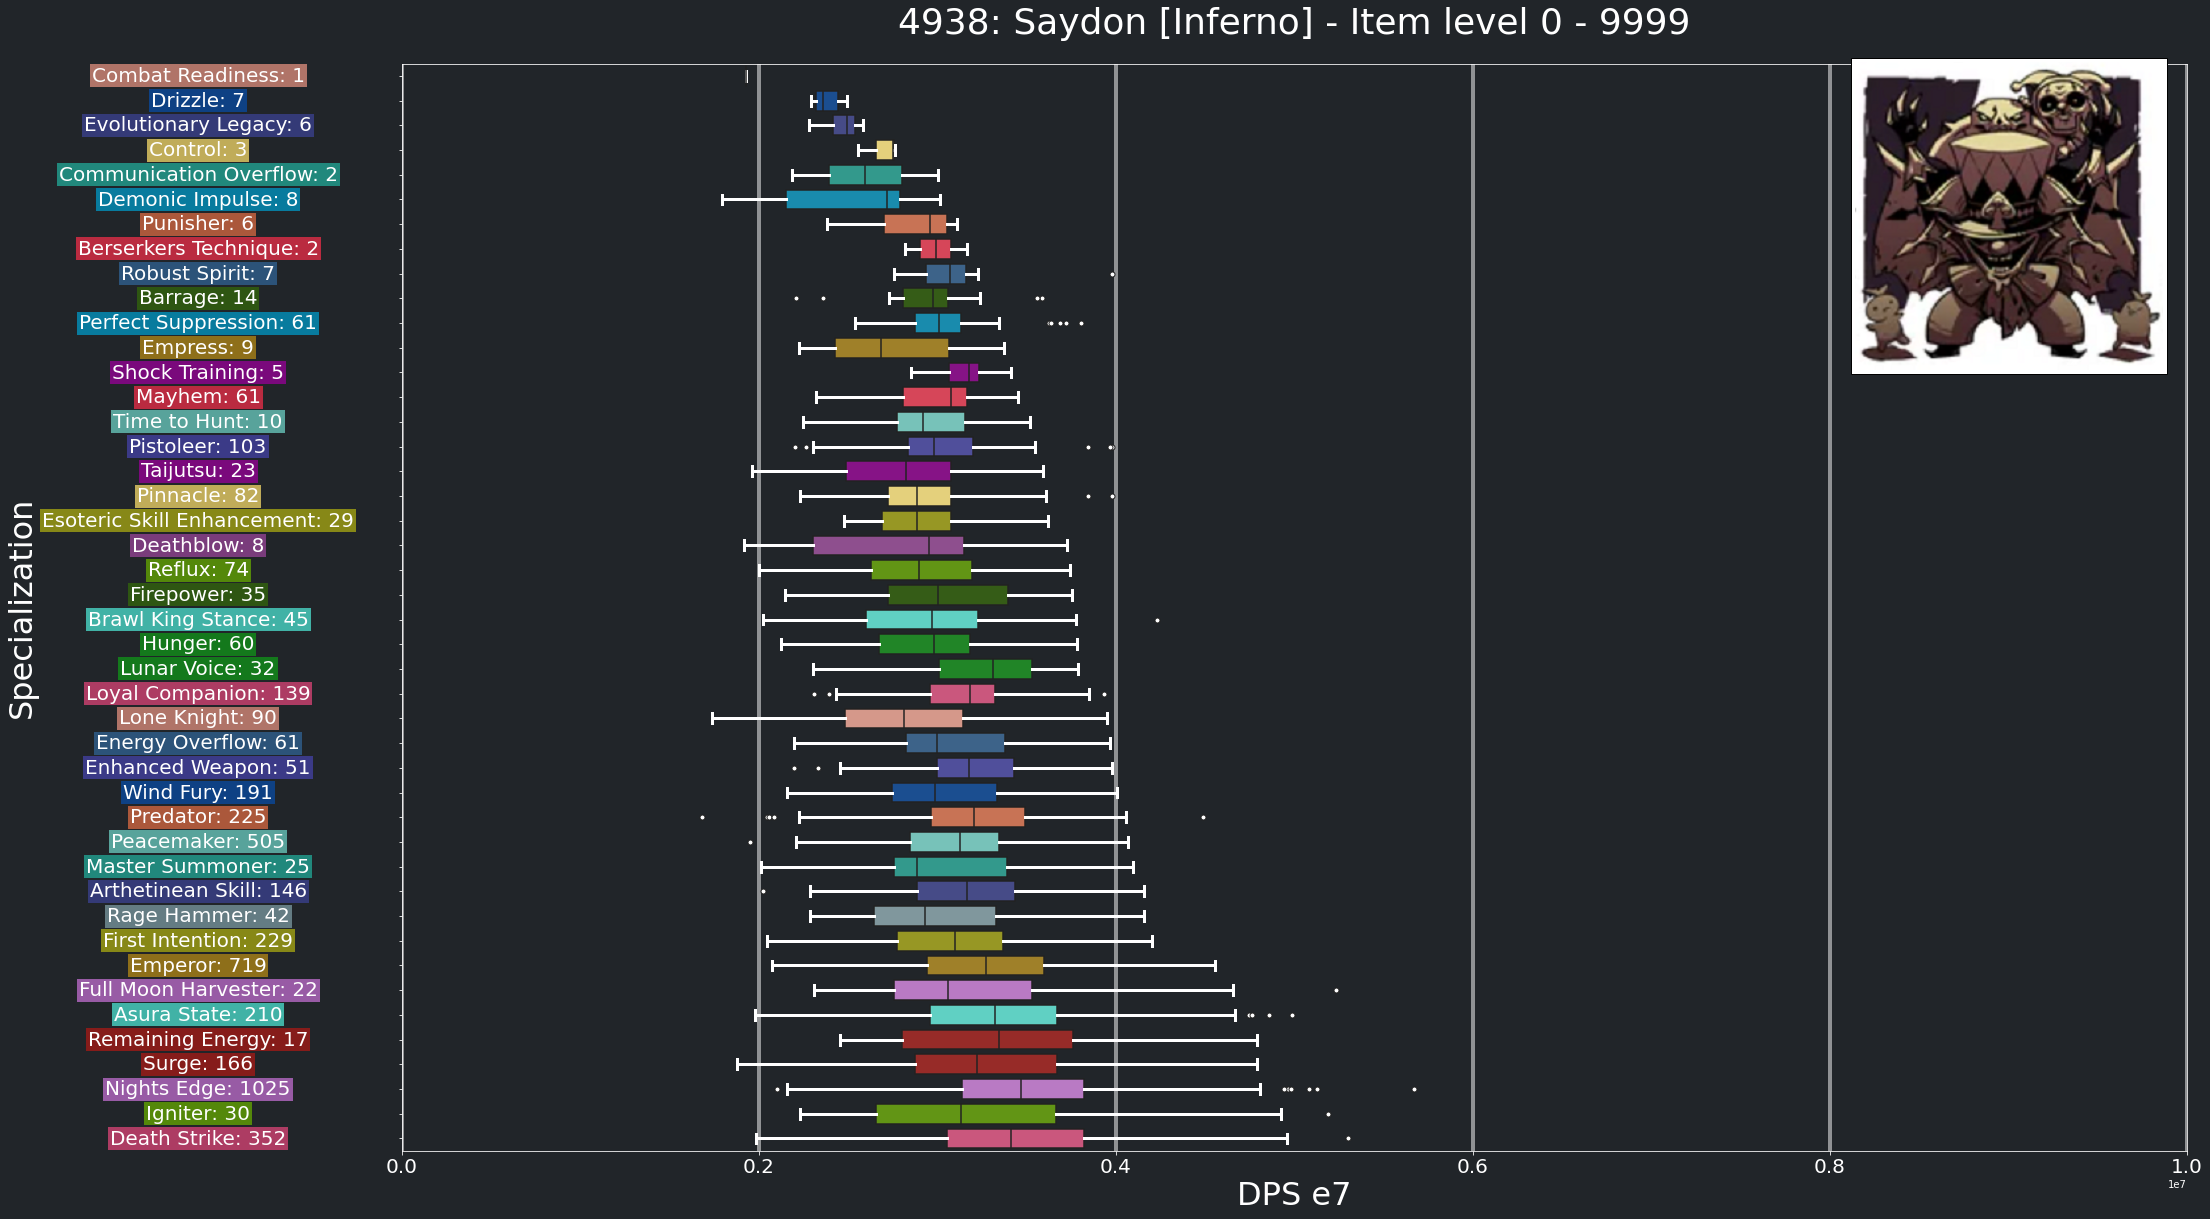 4938: Saydon [Inferno] - Item level 0 - 9999
Combat Readiness: 1
Drizzle: 7
Evolutionary Legacy: 6
Control: 3
Communication Overflow: 2
Demonic Impulse: 8
Punisher: 6
Berserkers Technique: 2
Robust Spirit: 7
Barrage: 14
Perfect Suppression: 61
Empress: 9
Shock Training: 5
Mayhem: 61
Time to Hunt: 10
Pistoleer: 103
Taijutsu: 23
Pinnacle: 82
Esoteric Skill Enhancement: 29
Deathblow: 8
Reflux: 74
Firepower: 35
Brawl King Stance: 45
Hunger: 60
Lunar Voice: 32
Loyal Companion: 139
Lone Knight: 90
Energy Overflow: 61
Enhanced Weapon: 51
Wind Fury: 191
Predator: 225
Peacemaker: 505
Master Summoner: 25
Arthetinean Skill: 146
Rage Hammer: 42
First Intention: 229
Emperor: 719
Full Moon Harvester: 22
Asura State: 210
Remaining Energy: 17
Surge: 166
Nights Edge: 1025
Igniter: 30
Death Strike: 352
Specialization
0.0 0.2 0.4 0.6 0.8 1.0
1e7
DPS e7